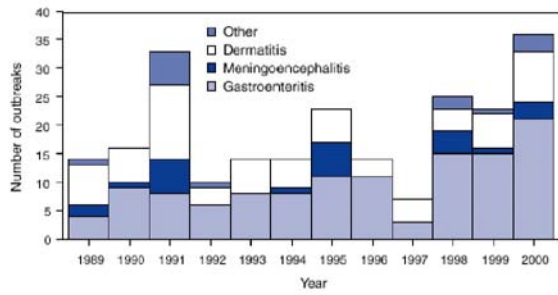 40
35
30
25
20
15
10
5
0
Number of outbreaks
Other
Dermatitis
Meningoencephalitis
Gastroenteritis
1989 1990 1991 1992 1993 1994 1995 1996 1997 1998 1999 2000
Year